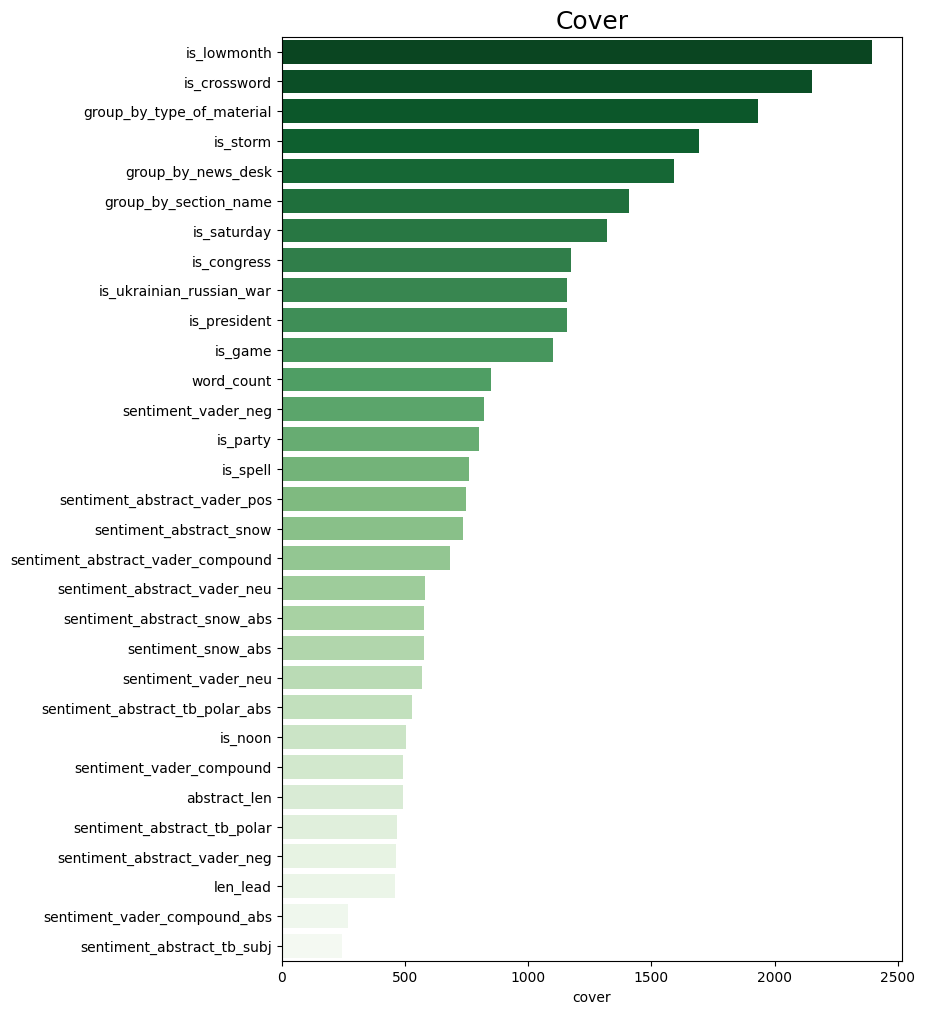 Cover
is_lowmonth
is_crossword
group_by_type_of_material
is_storm
group_by_news_desk
group_by_section_name
is_saturday
is_congress
is_ukrainian_russian_war
is_president
is_game
word_count
sentiment_vader_neg
is_party
is_spell
sentiment_abstract_vader_pos
sentiment_abstract_snow
sentiment_abstract_vader_compound
sentiment_abstract_vader_neu
sentiment_abstract_snow_abs
sentiment_snow_abs
sentiment_vader_neu
sentiment_abstract_tb_polar_abs
is_noon
sentiment_vader_compound
abstract_len
sentiment_abstract_tb_polar
sentiment_abstract_vader_neg
len_lead
sentiment_vader_compound_abs
sentiment_abstract_tb_subj
0 500 1000 1500 2000 2500
cover